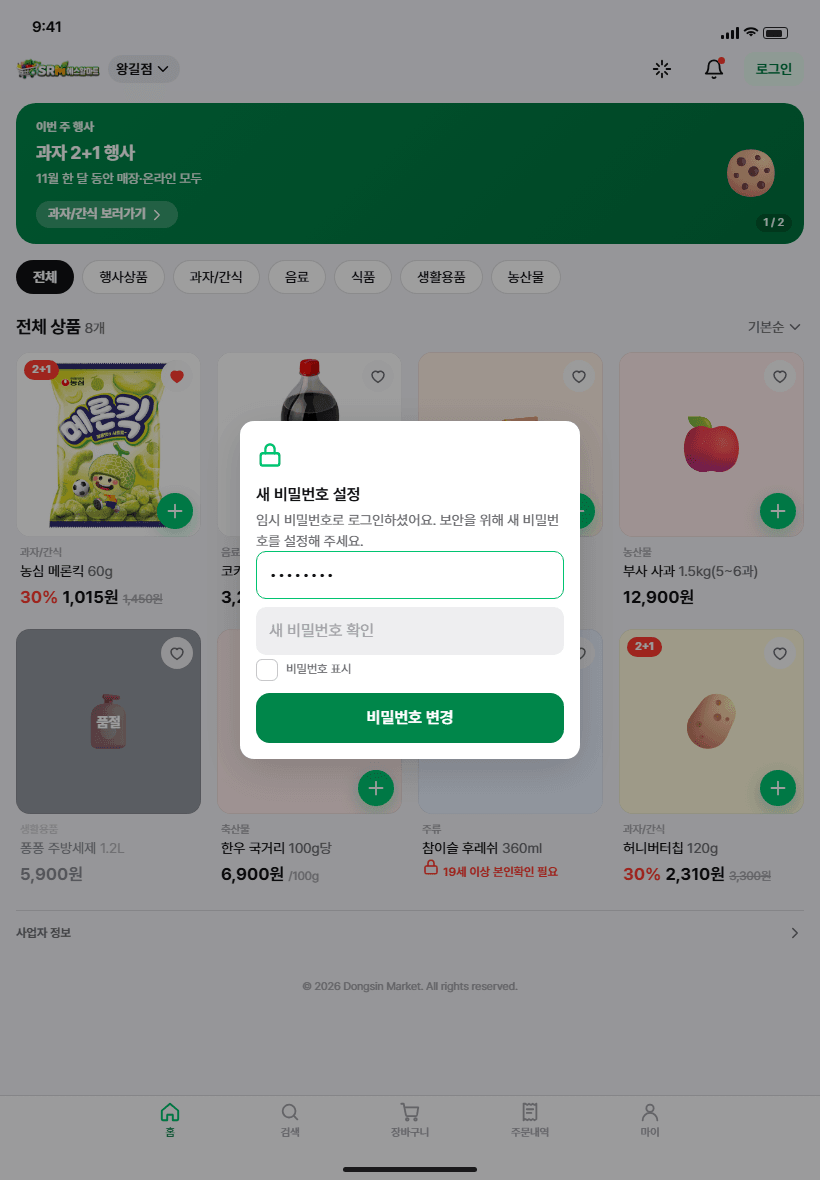 9:41
SRM 에스알마트
왕길점
로그인
이번 주 행사
과자 2+1 행사
11월 한 달 동안 매장·온라인 모두
과자/간식 보러가기
1 / 2
전체
행사상품
과자/간식
음료
식품
생활용품
농산물
전체 상품 8개
기본순
2+1
농심
메론킥
새 비밀번호 설정
임시 비밀번호로 로그인하셨어요. 보안을 위해 새 비밀번
호를 설정해 주세요.
••••••••
새 비밀번호 확인
비밀번호 표시
비밀번호 변경
과자/간식
농심 메론킥 60g
30% 1,015원 1,450원
음료
농산물
부사 사과 1.5kg(5~6과)
12,900원
품절
2+1
생활용품
퐁퐁 주방세제 1.2L
5,900원
축산물
한우 국거리 100g당
6,900원 /100g
주류
참이슬 후레쉬 360ml
19세 이상 본인확인 필요
과자/간식
허니버터칩 120g
30% 2,310원 3,300원
사업자 정보
© 2026 Dongsin Market. All rights reserved.
홈
검색
장바구니
주문내역
마이